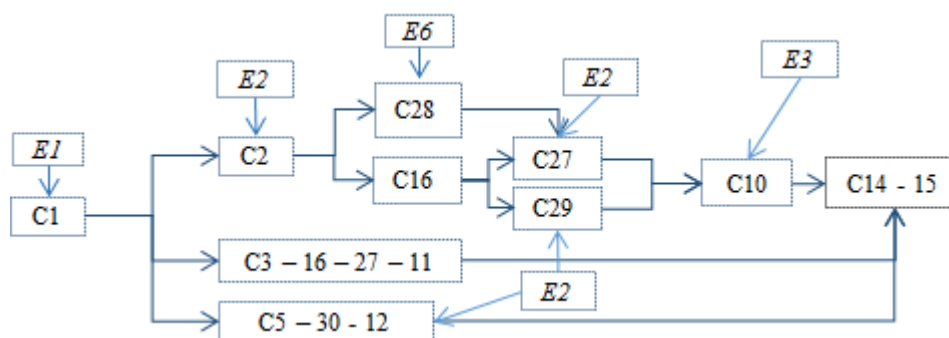 E6
E3
E2
E2
C28
E1
C2
C27
C16
C10
C14 - 15
C1
C29
C3 – 16 – 27 – 11
E2
C5 – 30 - 12